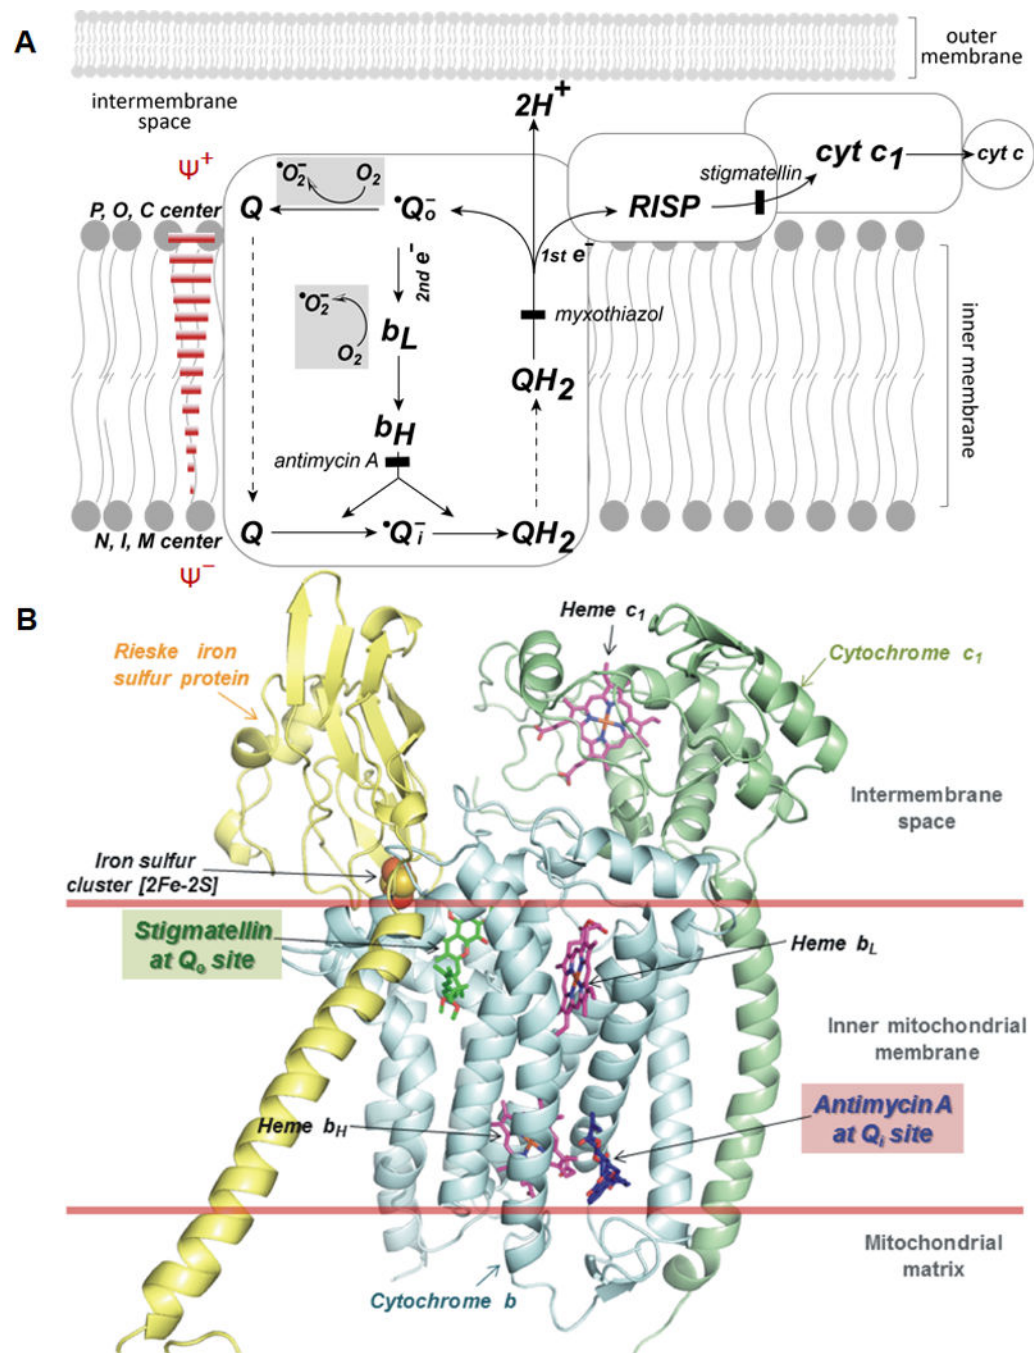 A
outer
membrane
intermembrane
space
2H+
cyt c1
cyt c
stigmatellin
Ψ+
•O2−
O2
P, O, C center
Q
•Qo−
RISP
1st e-
2nd e-
•O2−
O2
bL
myxothiazol
inner membrane
QH2
bH
antimycin A
Q
•Qi−
QH2
N, I, M center
Ψ−
B
Heme c1
Rieske iron
sulfur protein
Cytochrome c1
Intermembrane
space
Iron sulfur
cluster [2Fe-2S]
Stigmatellin
at Qo site
Heme bL
Inner mitochondrial
membrane
Heme bH
Antimycin A
at Qi site
Mitochondrial
matrix
Cytochrome b